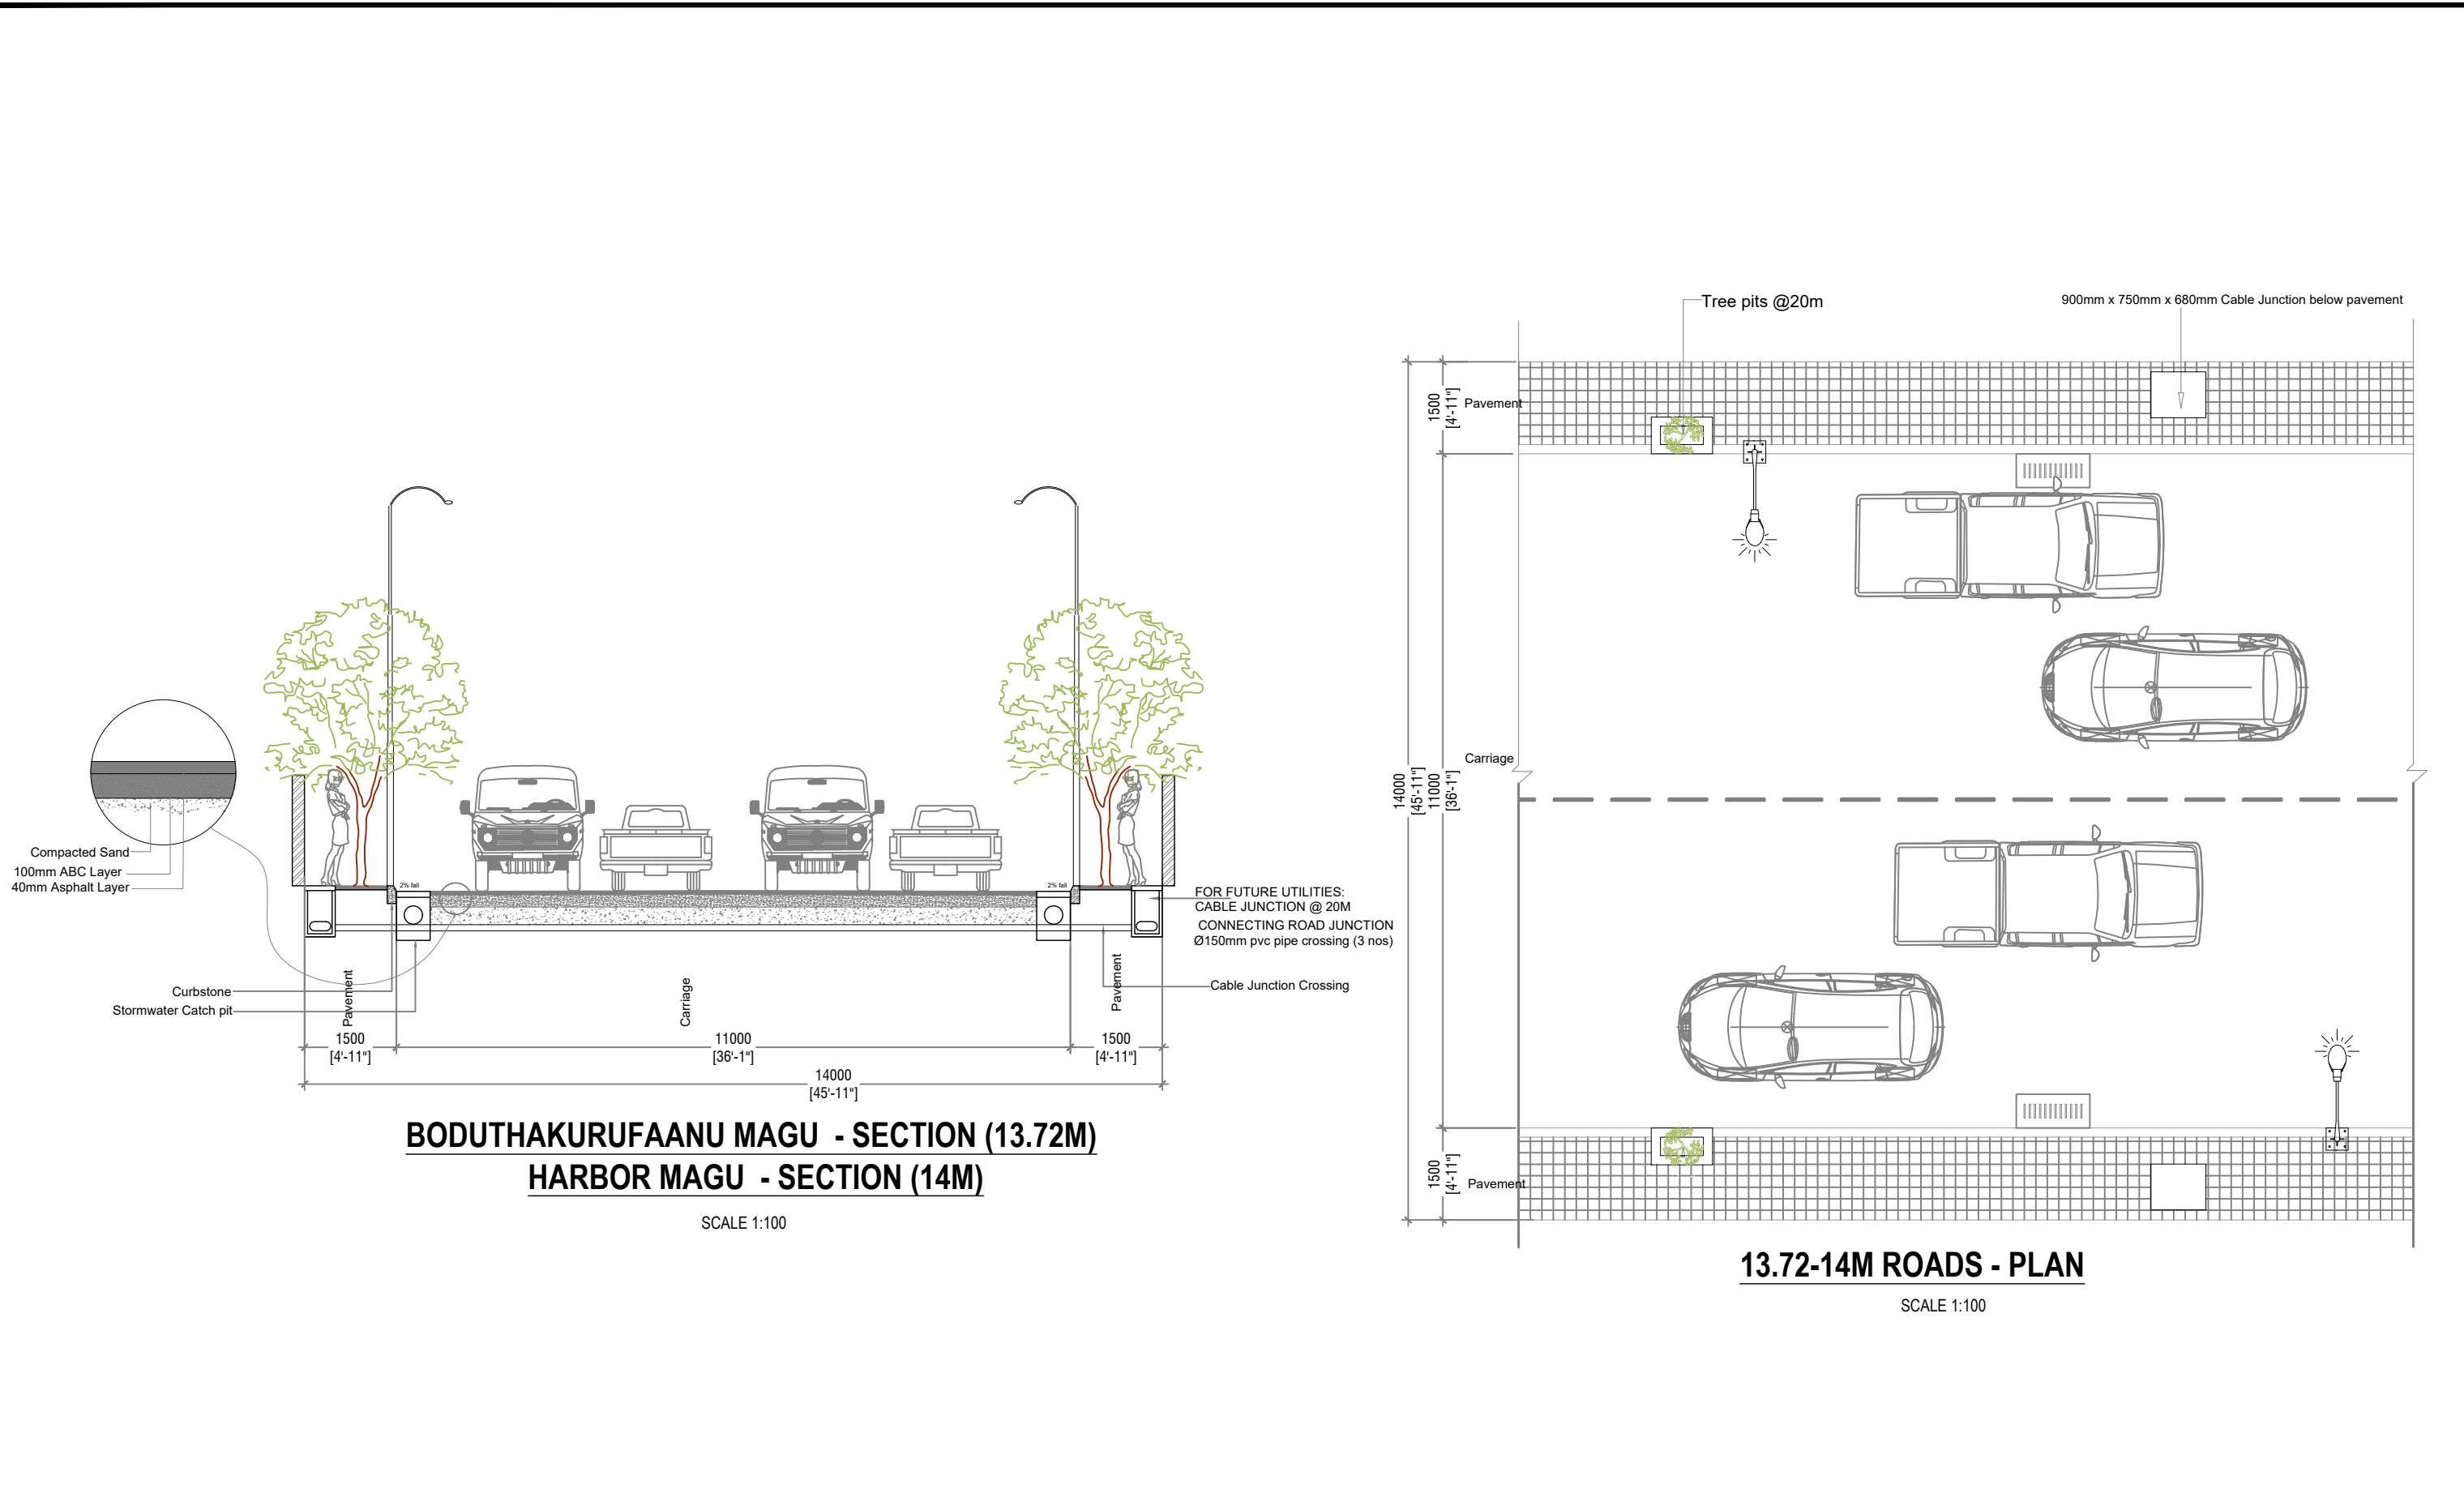 Compacted Sand
100mm ABC Layer
40mm Asphalt Layer
Curbstone
Stormwater Catch pit
2% fall
2% fall
FOR FUTURE UTILITIES:
CABLE JUNCTION @ 20M
CONNECTING ROAD JUNCTION
Ø150mm pvc pipe crossing (3 nos)
Cable Junction Crossing
Pavement
Carriage
Pavement
1500
[4'-11"]
11000
[36'-1"]
1500
[4'-11"]
14000
[45'-11"]
BODUTHAKURUFAANU MAGU - SECTION (13.72M)
HARBOR MAGU - SECTION (14M)
SCALE 1:100
Tree pits @20m
900mm x 750mm x 680mm Cable Junction below pavement
1500
[4'-11"]
Pavement
14000
[45'-11"]
11000
[36'-1"]
Carriage
1500
[4'-11"]
Pavement
13.72-14M ROADS - PLAN
SCALE 1:100